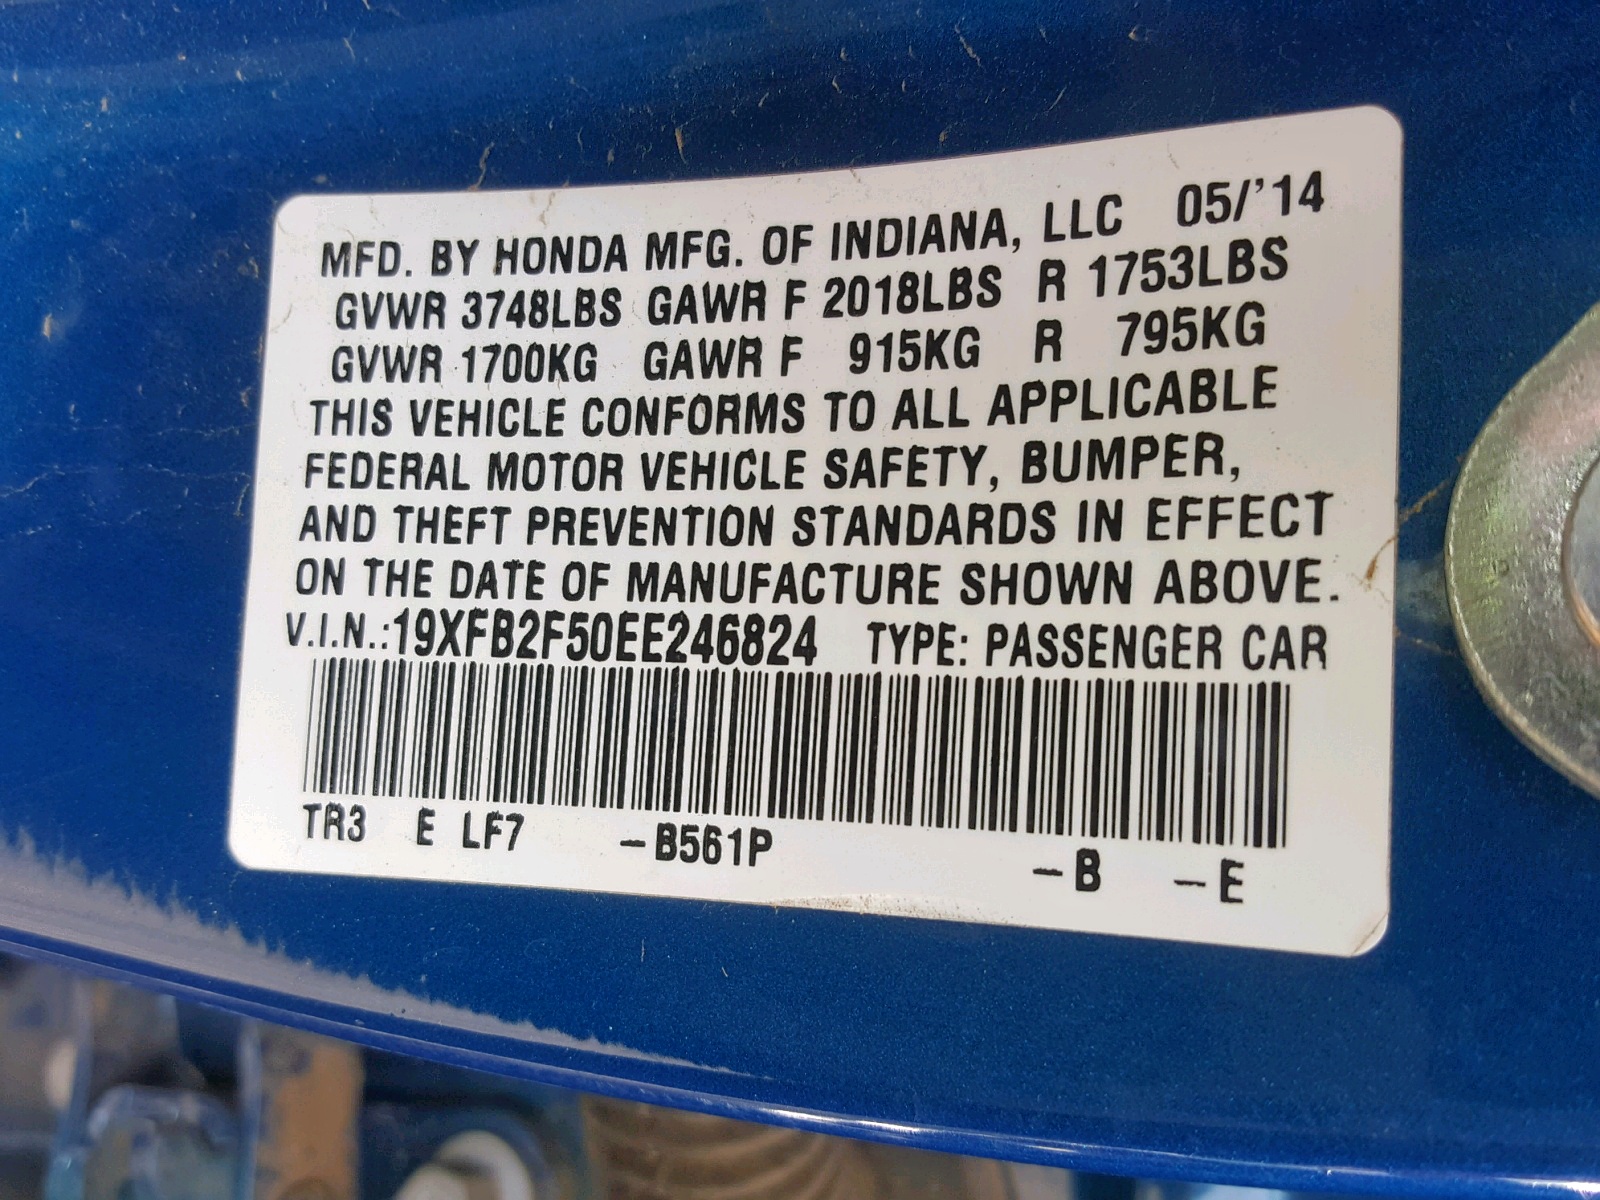 MFD. BY HONDA MFG. OF INDIANA, LLC 05/'14
GVWR 3748LBS GAWR F 2018LBS R 1753LBS
GVWR 1700KG GAWR F 915KG R 795KG
THIS VEHICLE CONFORMS TO ALL APPLICABLE
FEDERAL MOTOR VEHICLE SAFETY, BUMPER,
AND THEFT PREVENTION STANDARDS IN EFFECT
ON THE DATE OF MANUFACTURE SHOWN ABOVE.
V.I.N.:19XFB2F50EE246824 TYPE: PASSENGER CAR
TR3 E LF7 –B561P –B –E